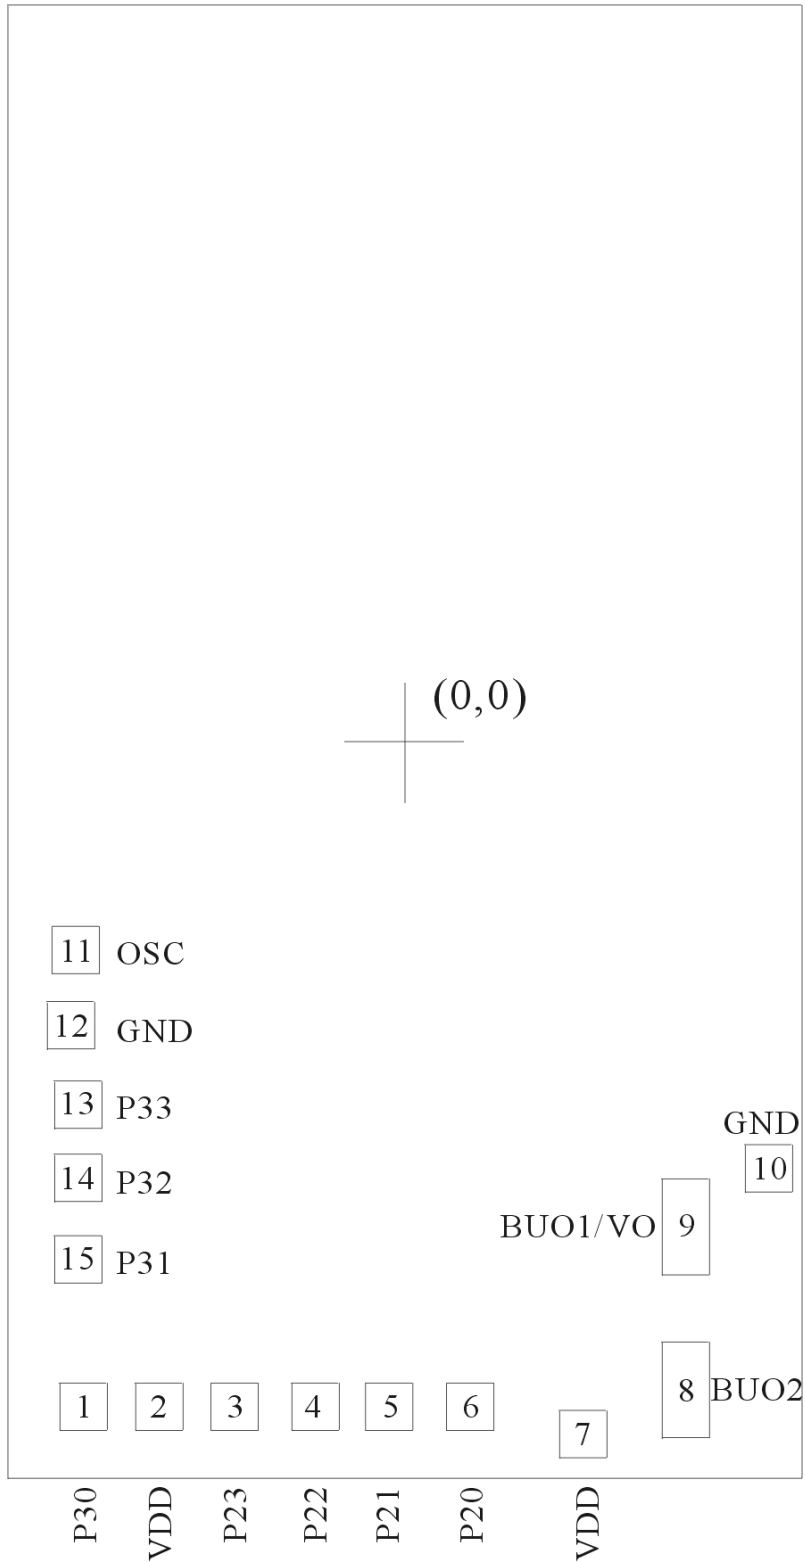 (0,0)
11 OSC
12 GND
13 P33
GND
10
14 P32
BUO1/VO 9
15 P31
8 BUO2
1 2 3 4 5 6
7
P30 VDD P23 P22 P21 P20 VDD